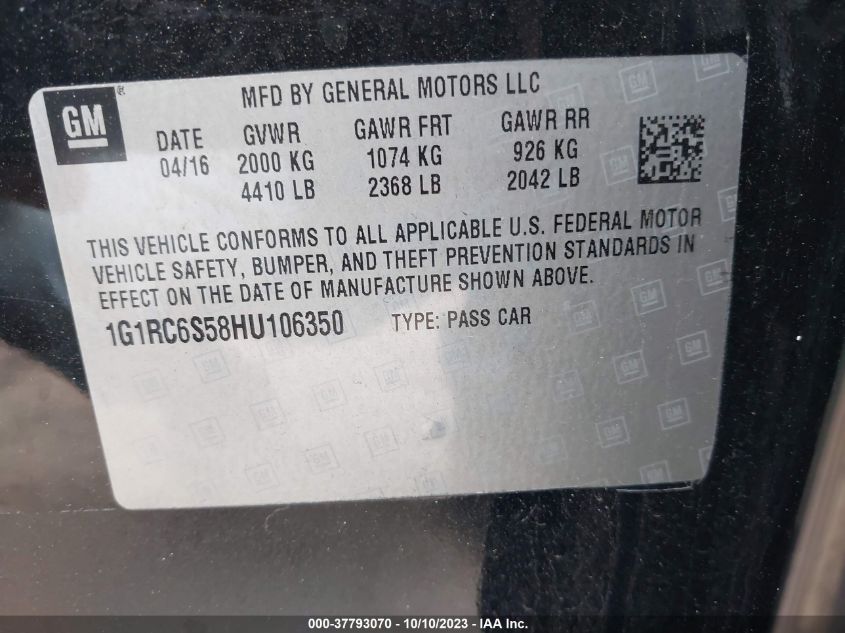 GM
MFD BY GENERAL MOTORS LLC
DATE GVWR GAWR FRT GAWR RR
04/16 2000 KG 1074 KG 926 KG
4410 LB 2368 LB 2042 LB
THIS VEHICLE CONFORMS TO ALL APPLICABLE U.S. FEDERAL MOTOR
VEHICLE SAFETY, BUMPER, AND THEFT PREVENTION STANDARDS IN
EFFECT ON THE DATE OF MANUFACTURE SHOWN ABOVE.
1G1RC6S58HU106350 TYPE: PASS CAR
000-37793070 - 10/10/2023 - IAA Inc.